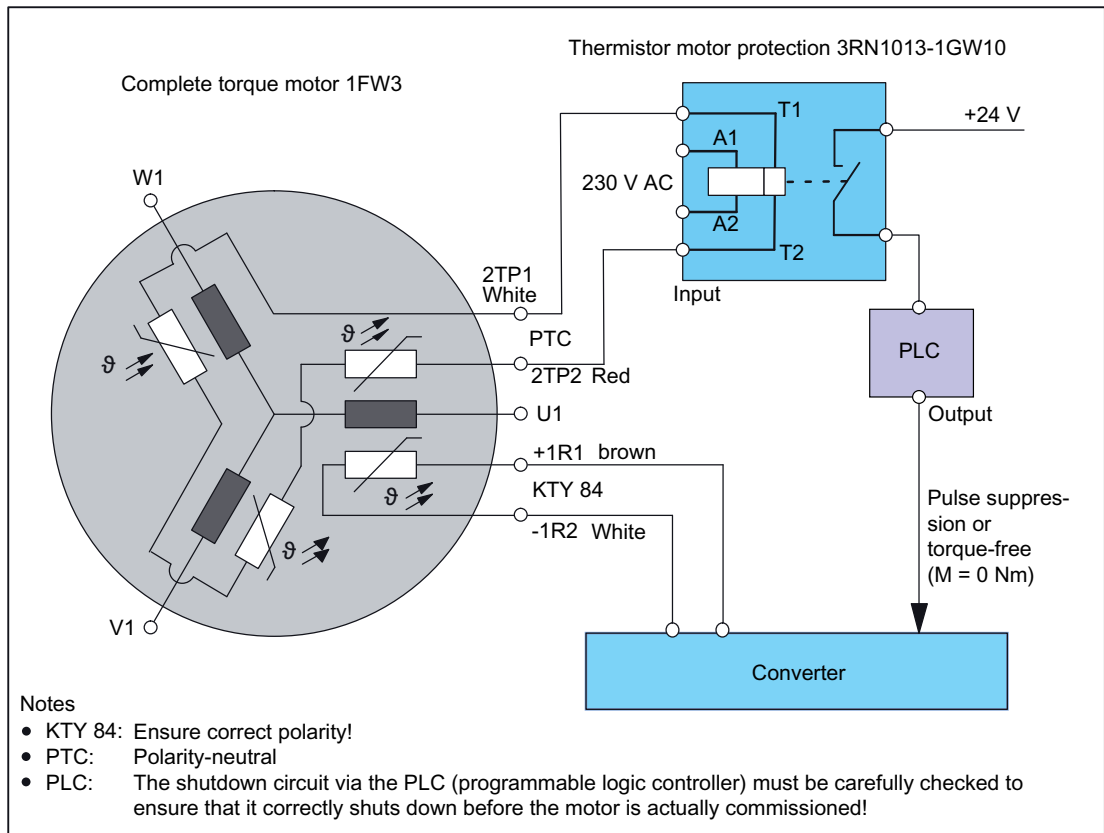 Thermistor motor protection 3RN1013-1GW10
Complete torque motor 1FW3
T1
+24 V
A1
W1
230 V AC
A2
T2
2TP1
White
Input
ϑ
PTC
ϑ
2TP2 Red
PLC
U1
Output
+1R1 brown
KTY 84
ϑ
-1R2 White
Pulse suppres-
sion or
torque-free
(M = 0 Nm)
ϑ
V1
Converter
Notes
• KTY 84: Ensure correct polarity!
• PTC: Polarity-neutral
• PLC: The shutdown circuit via the PLC (programmable logic controller) must be carefully checked to
ensure that it correctly shuts down before the motor is actually commissioned!